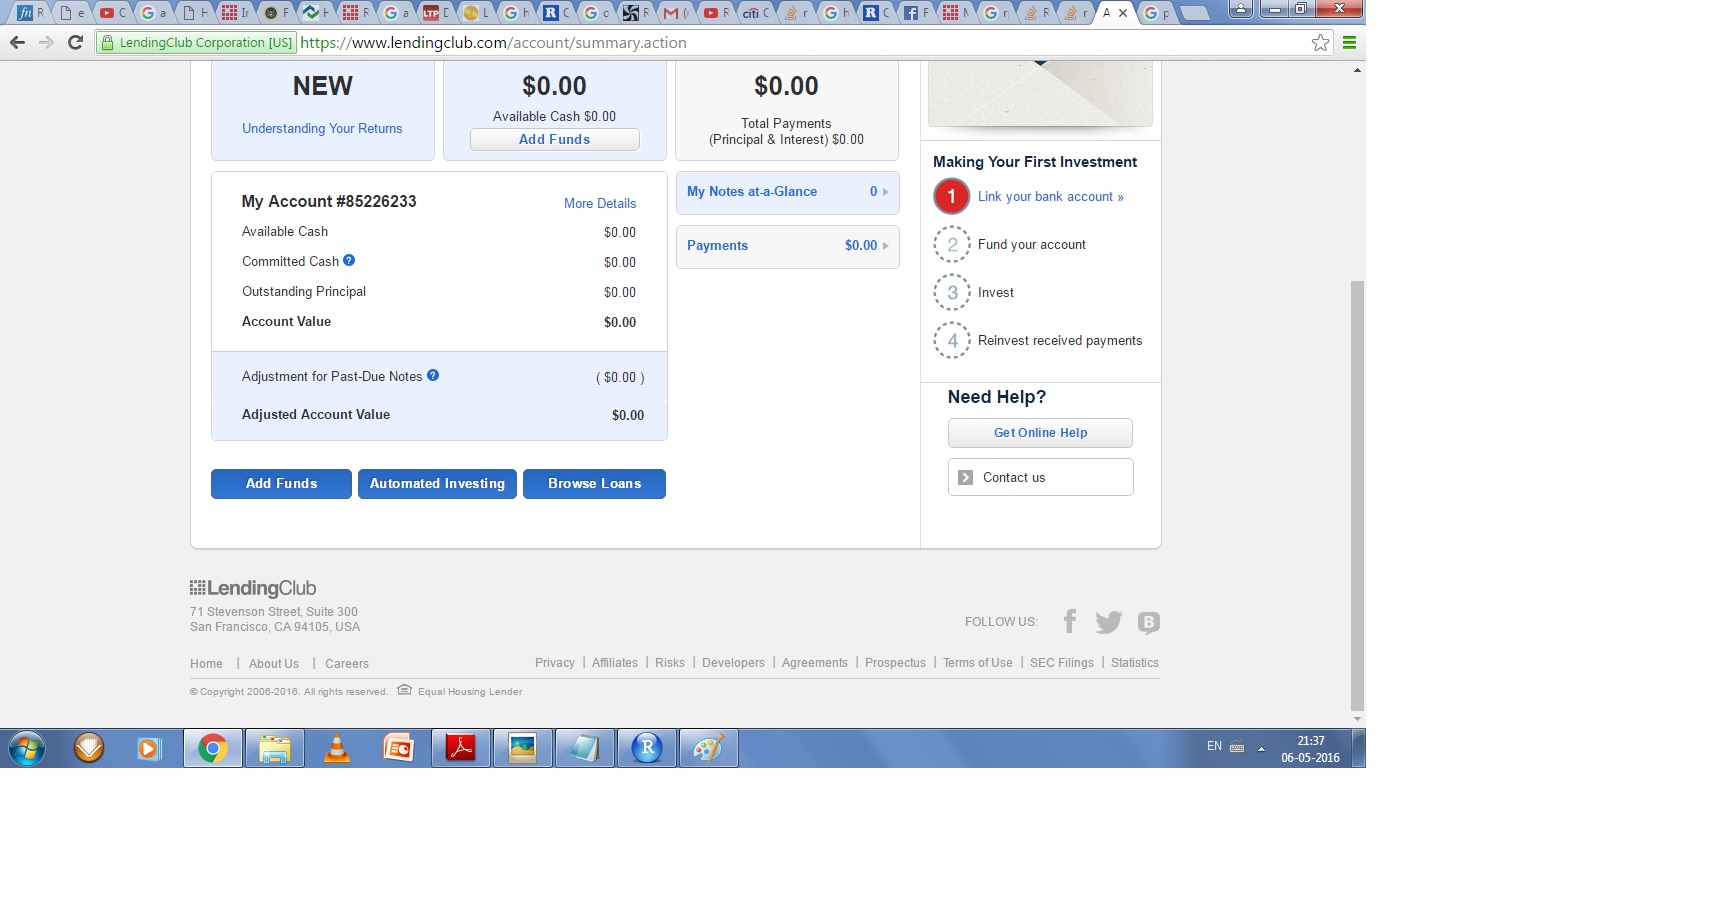 LendingClub Corporation [US] https://www.lendingclub.com/account/summary.action
NEW
Understanding Your Returns
$0.00
Available Cash $0.00
Add Funds
$0.00
Total Payments
(Principal & Interest) $0.00
My Account #85226233 More Details
Available Cash $0.00
Committed Cash ? $0.00
Outstanding Principal $0.00
Account Value $0.00
Adjustment for Past-Due Notes ? ( $0.00 )
Adjusted Account Value $0.00
My Notes at-a-Glance 0
Payments $0.00
Add Funds Automated Investing Browse Loans
Making Your First Investment
1 Link your bank account »
2 Fund your account
3 Invest
4 Reinvest received payments
Need Help?
Get Online Help
Contact us
LendingClub
71 Stevenson Street, Suite 300
San Francisco, CA 94105, USA
FOLLOW US:
Home | About Us | Careers
Privacy | Affiliates | Risks | Developers | Agreements | Prospectus | Terms of Use | SEC Filings | Statistics
© Copyright 2006-2016. All rights reserved. Equal Housing Lender
EN
21:37
06-05-2016